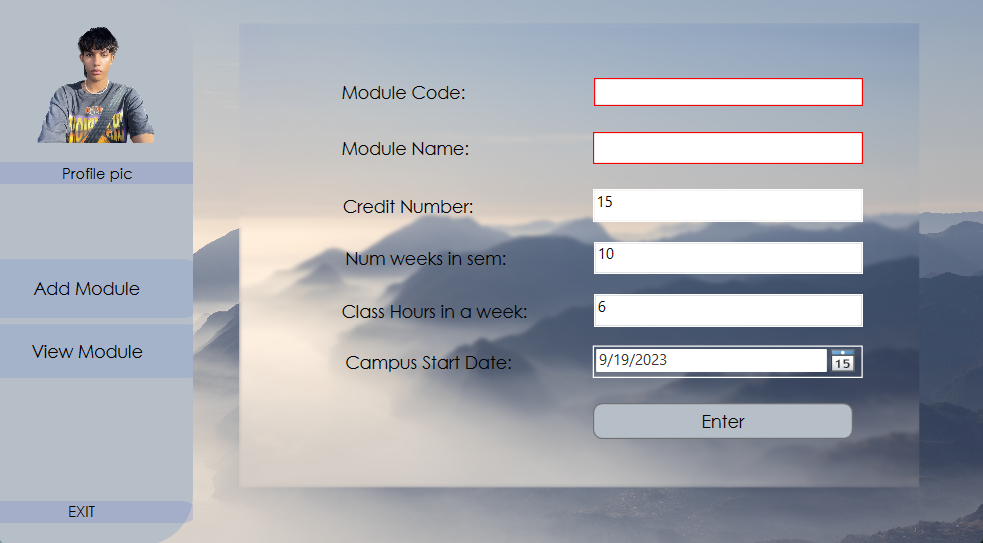 Profile pic
Add Module
View Module
EXIT
Module Code:
Module Name:
Credit Number:
15
Num weeks in sem:
10
Class Hours in a week:
6
Campus Start Date:
9/19/2023
15
Enter